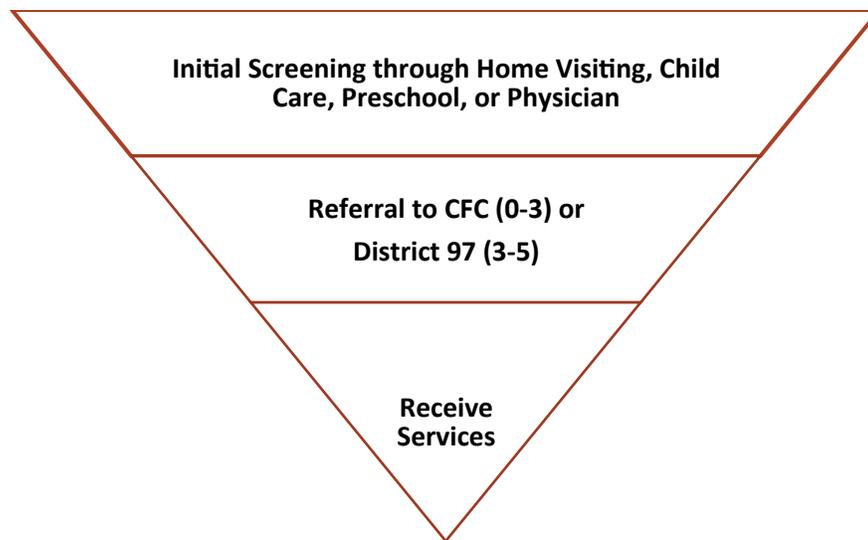 Initial Screening through Home Visiting, Child
Care, Preschool, or Physician
Referral to CFC (0-3) or
District 97 (3-5)
Receive
Services